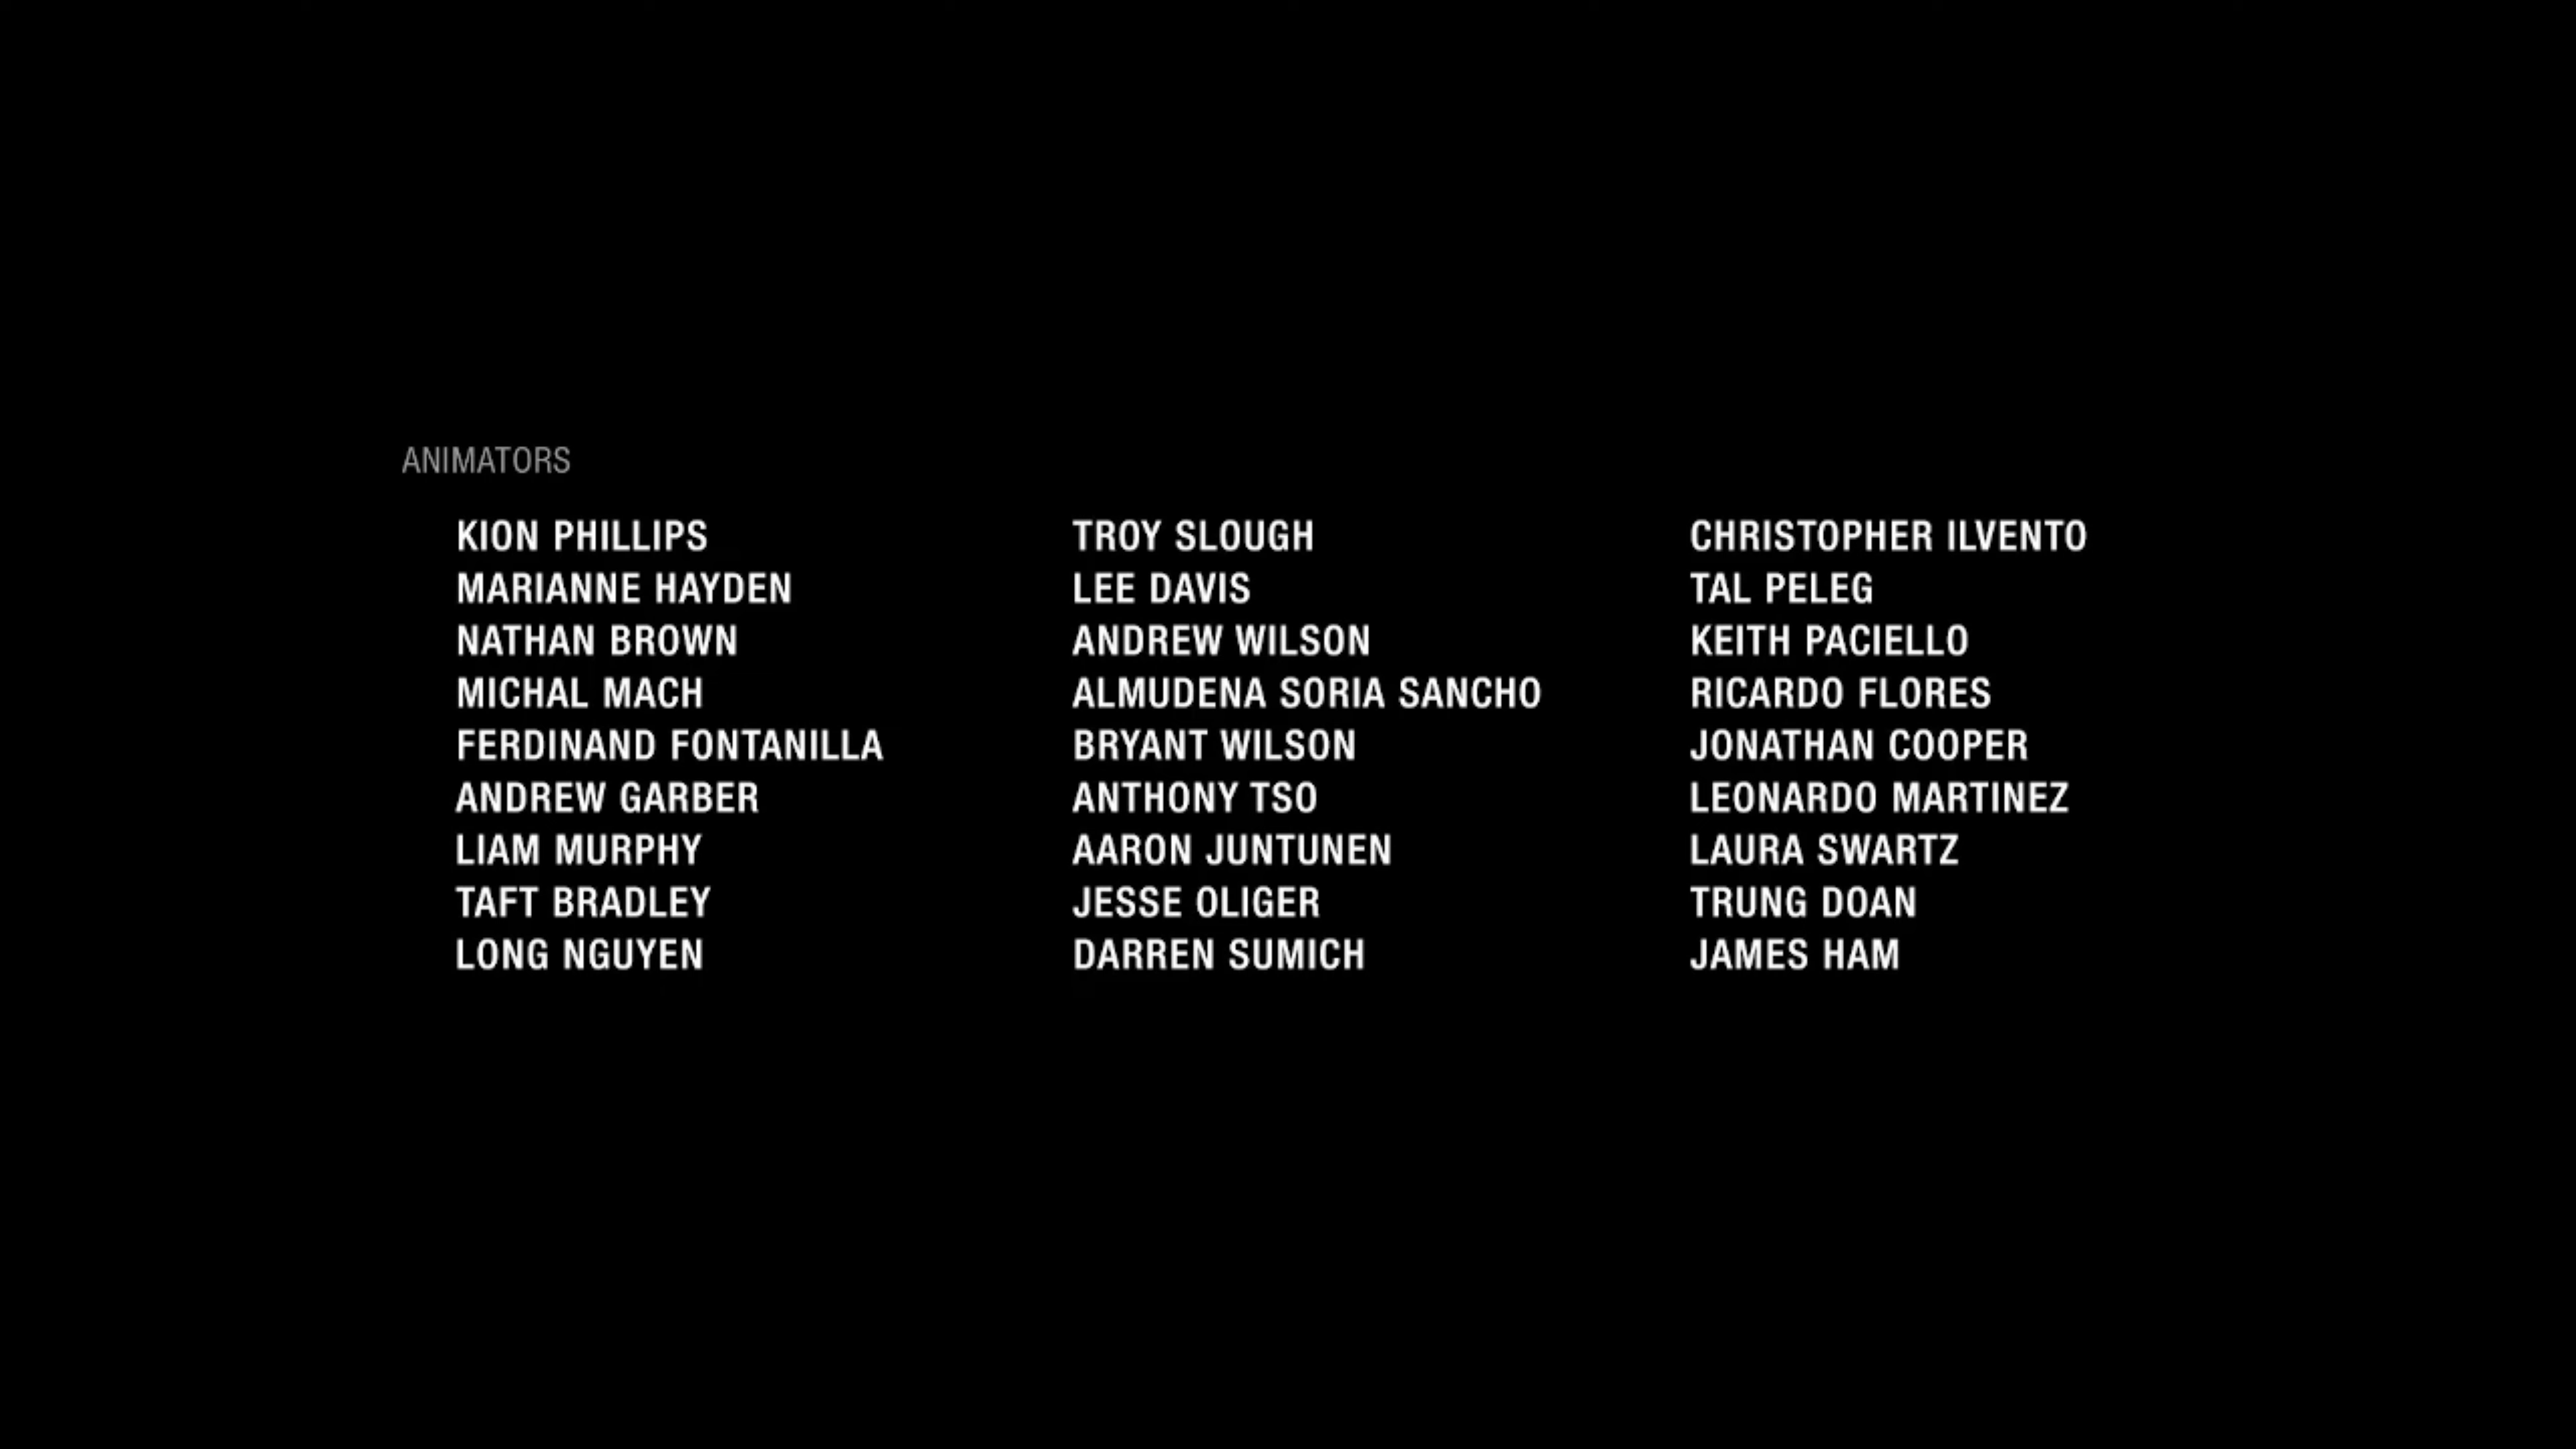 ANIMATORS
KION PHILLIPS
MARIANNE HAYDEN
NATHAN BROWN
MICHAL MACH
FERDINAND FONTANILLA
ANDREW GARBER
LIAM MURPHY
TAFT BRADLEY
LONG NGUYEN
TROY SLOUGH
LEE DAVIS
ANDREW WILSON
ALMUDENA SORIA SANCHO
BRYANT WILSON
ANTHONY TSO
AARON JUNTUNEN
JESSE OLIGER
DARREN SUMICH
CHRISTOPHER ILVENTO
TAL PELEG
KEITH PACIELLO
RICARDO FLORES
JONATHAN COOPER
LEONARDO MARTINEZ
LAURA SWARTZ
TRUNG DOAN
JAMES HAM